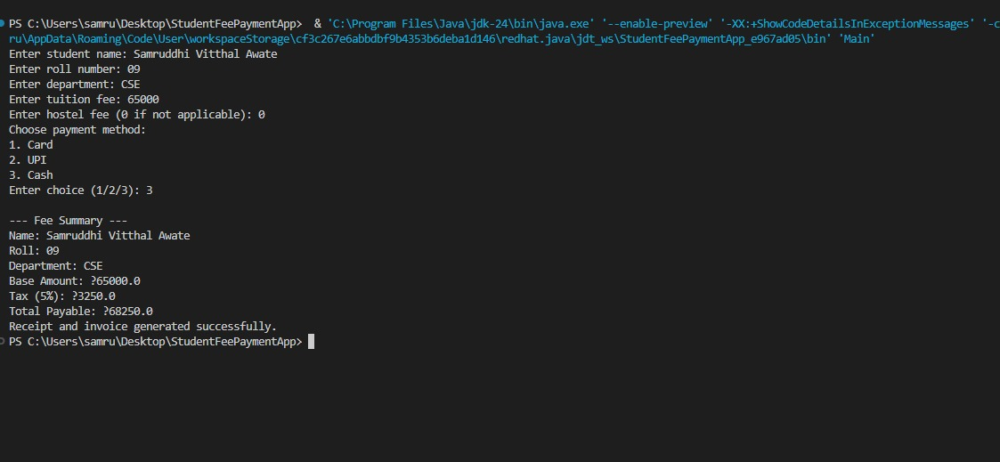 PS C:\Users\samru\Desktop\StudentFeePaymentApp>  & 'C:\Program Files\Java\jdk-24\bin\java.exe' '--enable-preview' '-XX:+ShowCodeDetailsInExceptionMessages' '-c
ru\AppData\Roaming\Code\User\workspaceStorage\cf3c267e6abbdbf9b4353b6deba1d146\redhat.java\jdt_ws\StudentFeePaymentApp_e967ad05\bin' 'Main'
Enter student name: Samruddhi Vitthal Awate
Enter roll number: 09
Enter department: CSE
Enter tuition fee: 65000
Enter hostel fee (0 if not applicable): 0
Choose payment method:
1. Card
2. UPI
3. Cash
Enter choice (1/2/3): 3
--- Fee Summary ---
Name: Samruddhi Vitthal Awate
Roll: 09
Department: CSE
Base Amount: ?65000.0
Tax (5%): ?3250.0
Total Payable: ?68250.0
Receipt and invoice generated successfully.
PS C:\Users\samru\Desktop\StudentFeePaymentApp>